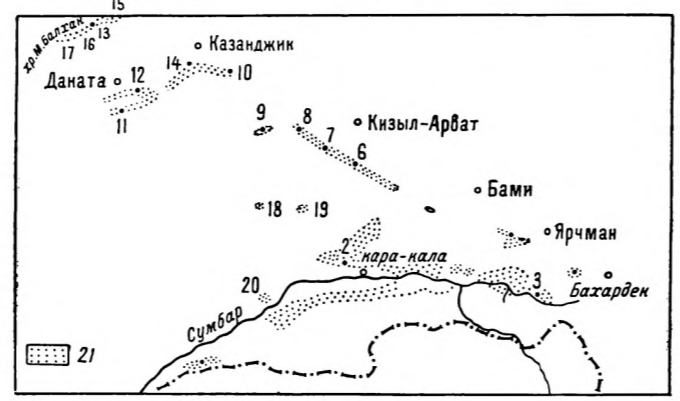 15
13
16
17
хр.М.Балхан
Казанджик
14
10
Даната
12
11
9
8
Кизыл-Арват
7
6
Бами
18
19
Ярчман
2
кара-кала
3
Бахарден
20
Сумбар
21
I